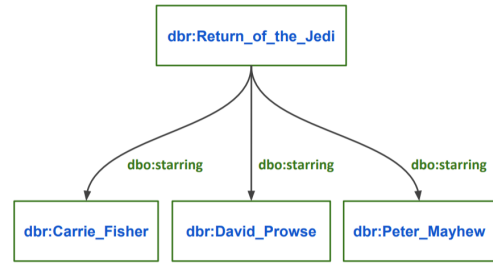 dbr:Return_of_the_Jedi
dbo:starring
dbo:starring
dbo:starring
dbr:Carrie_Fisher
dbr:David_Prowse
dbr:Peter_Mayhew